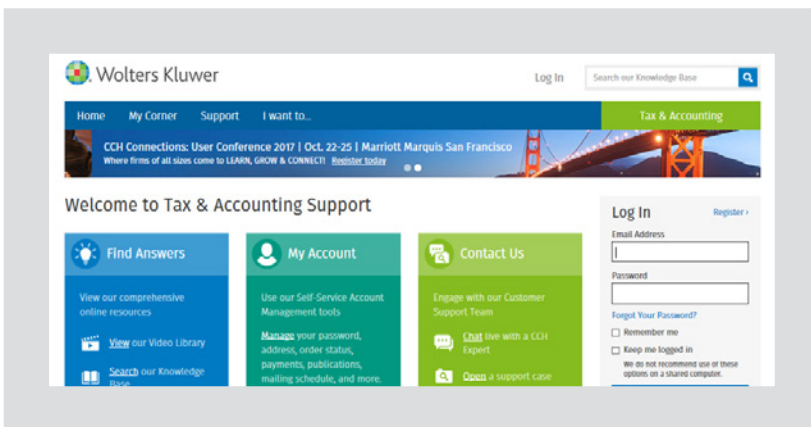 Wolters Kluwer
Log In
Search our Knowledge Base
Home My Corner Support I want to...
Tax & Accounting
CCH Connections: User Conference 2017 | Oct. 22-25 | Marriott Marquis San Francisco
Where firms of all sizes come to LEARN, GROW & CONNECT! Register today
Welcome to Tax & Accounting Support
Find Answers
View our comprehensive
online resources
View our Video Library
Search our Knowledge
Base
My Account
Use our Self-Service Account
Management tools
Manage your password,
address, order status,
payments, publications,
mailing schedule, and more.
Contact Us
Engage with our Customer
Support Team
Chat live with a CCH
Expert
Open a support case
Log In
Register ›
Email Address
Password
Forgot Your Password?
Remember me
Keep me logged in
We do not recommend use of these
options on a shared computer.